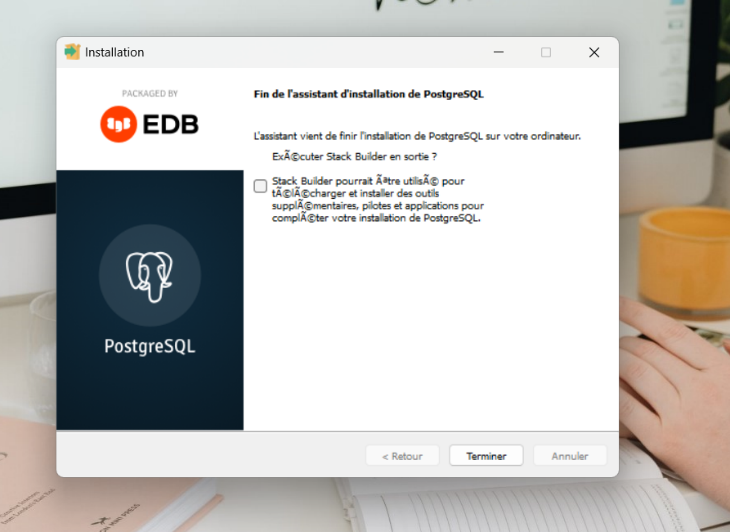 Installation
PACKAGED BY
EDB
Fin de l'assistant d'installation de PostgreSQL
L'assistant vient de finir l'installation de PostgreSQL sur votre ordinateur.
ExÃ©cuter Stack Builder en sortie ?
Stack Builder pourrait Ãªtre utilisÃ© pour
tÃ©lÃ©charger et installer des outils
supplÃ©mentaires, pilotes et applications pour
complÃ©ter votre installation de PostgreSQL.
PostgreSQL
< Retour
Terminer
Annuler